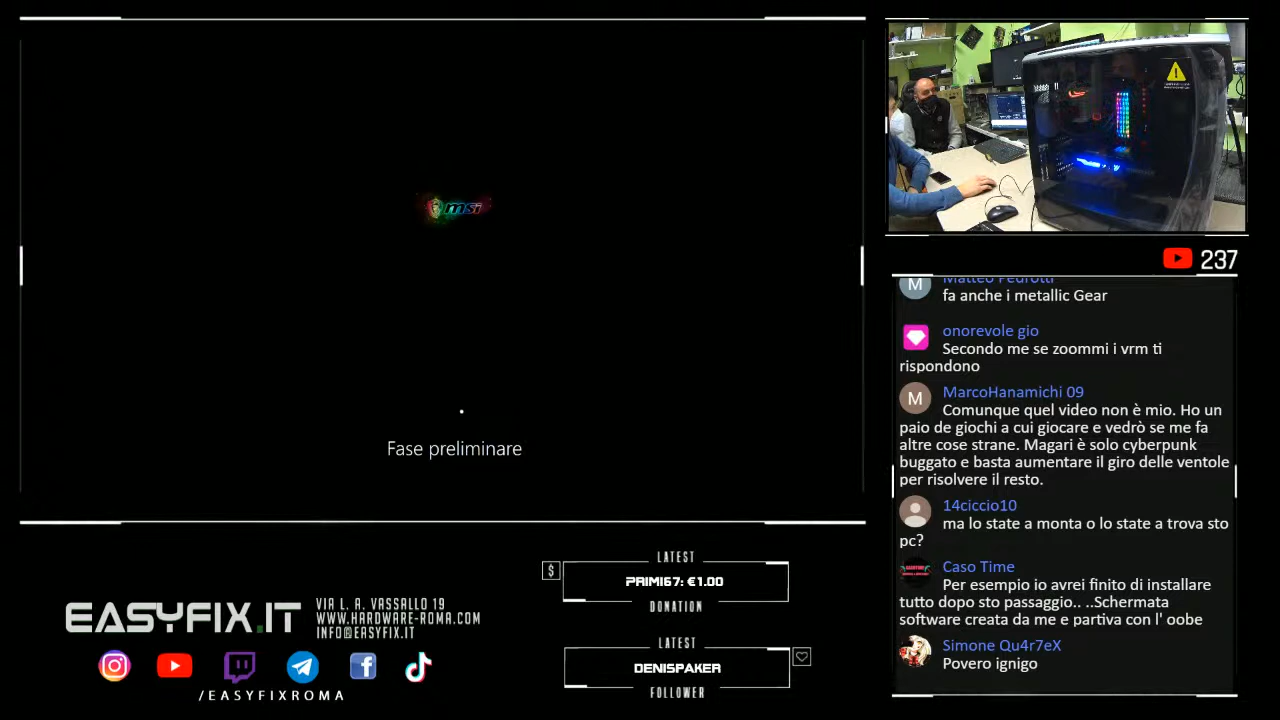 msi
Fase preliminare
237
Matteo Pedrotti
fa anche i metallic Gear
onorevole gio
Secondo me se zoommi i vrm ti
rispondono
M
MarcoHanamichi 09
Comunque quel video non è mio. Ho un
paio de giochi a cui giocare e vedrò se me fa
altre cose strane. Magari è solo cyberpunk
buggato e basta aumentare il giro delle ventole
per risolvere il resto.
14ciccio10
ma lo state a monta o lo state a trova sto
pc?
Caso Time
Per esempio io avrei finito di installare
tutto dopo sto passaggio.. ..Schermata
software creata da me e partiva con l' oobe
Simone Qu4r7eX
Povero ignigo
LATEST
$
PRIMI67: €1.00
DONATION
LATEST
DENISPAKER
FOLLOWER
EASYFIX.IT
VIA L. A. VASSALLO 19
WWW.HARDWARE-ROMA.COM
INFO@EASYFIX.IT
/EASYFIXROMA